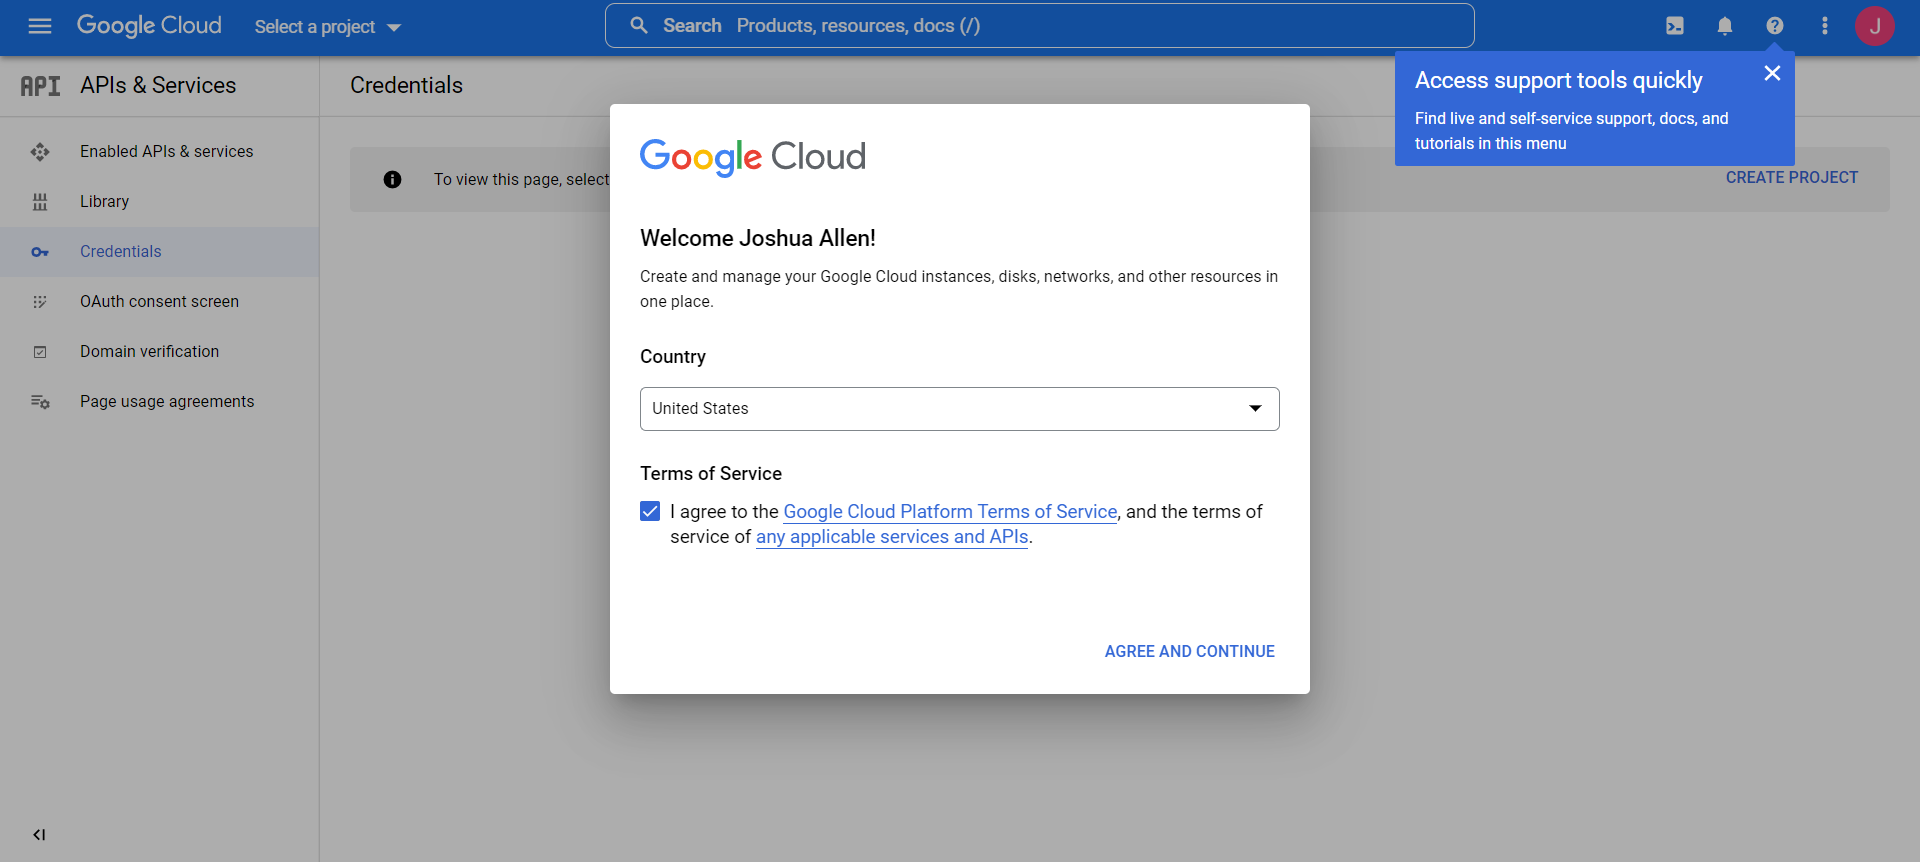 Google Cloud
Select a project
Search Products, resources, docs (/)
J
API APIs & Services
Credentials
Access support tools quickly
Find live and self-service support, docs, and
tutorials in this menu
Enabled APIs & services
Library
Credentials
OAuth consent screen
Domain verification
Page usage agreements
To view this page, select
CREATE PROJECT
Google Cloud
Welcome Joshua Allen!
Create and manage your Google Cloud instances, disks, networks, and other resources in
one place.
Country
United States
Terms of Service
I agree to the Google Cloud Platform Terms of Service, and the terms of
service of any applicable services and APIs.
AGREE AND CONTINUE